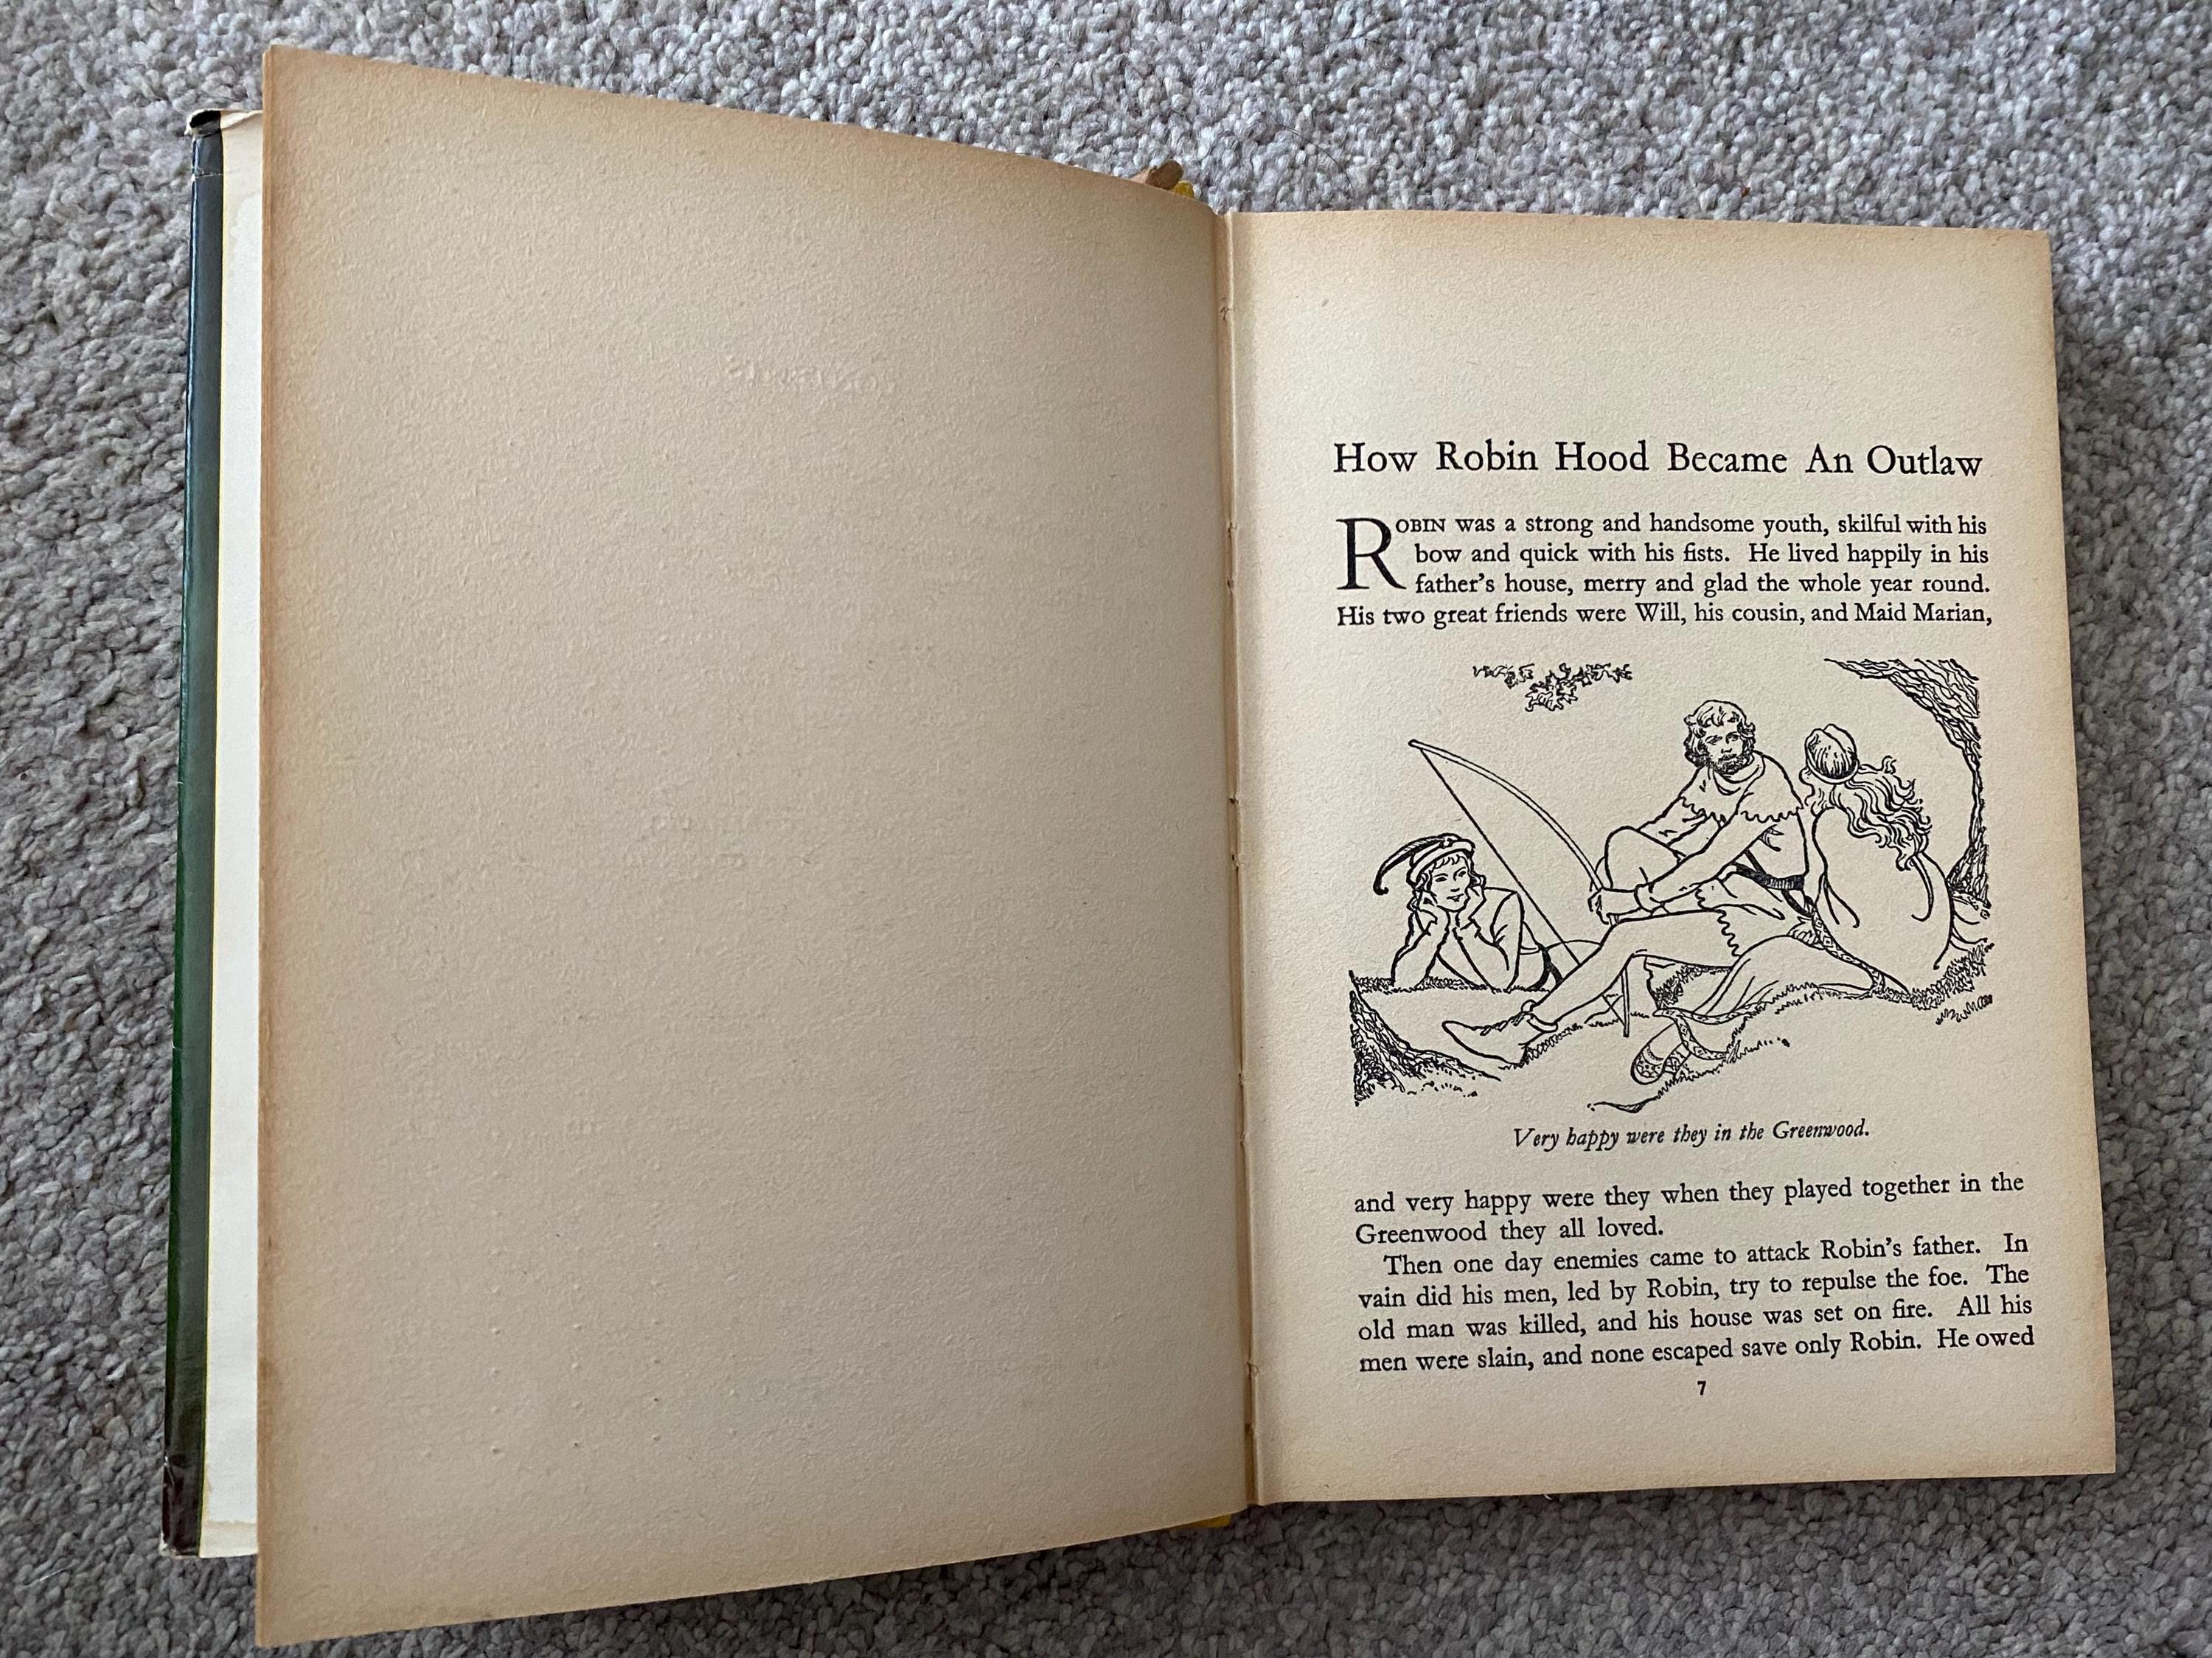 How Robin Hood Became An Outlaw
ROBIN was a strong and handsome youth, skilful with his
bow and quick with his fists. He lived happily in his
father's house, merry and glad the whole year round.
His two great friends were Will, his cousin, and Maid Marian,
Very happy were they in the Greenwood.
and very happy were they when they played together in the
Greenwood they all loved.
Then one day enemies came to attack Robin's father. In
vain did his men, led by Robin, try to repulse the foe. The
old man was killed, and his house was set on fire. All his
men were slain, and none escaped save only Robin. He owed
7